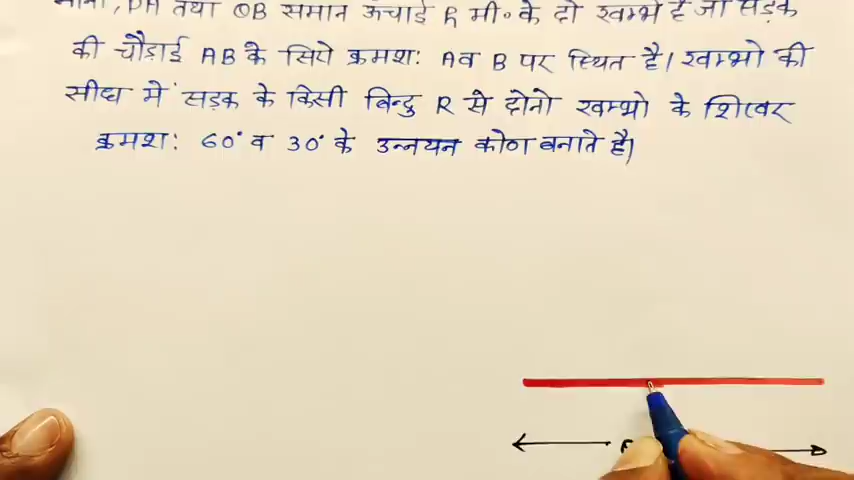 PA तथा QB समान ऊंचाई h मी० के दो खम्भे है जो सड़क
की चौड़ाई AB के सिरो क्रमश: A व B पर स्थित है। खम्भो की
सीध मे सड़क के किसी बिन्दु R से दोनो खम्भो के शिखर
क्रमश: 60° व 30° के उन्नयन कोण बनाते है।